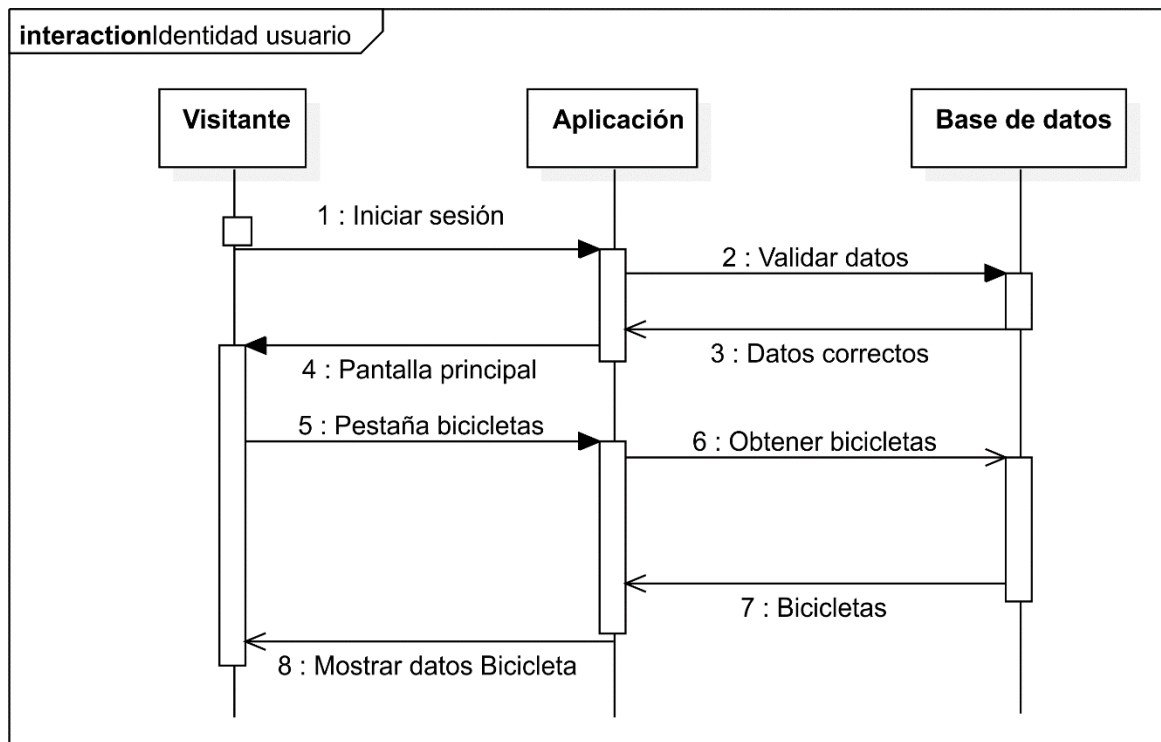 interactionIdentidad usuario
Visitante
Aplicación
Base de datos
1 : Iniciar sesión
2 : Validar datos
3 : Datos correctos
4 : Pantalla principal
5 : Pestaña bicicletas
6 : Obtener bicicletas
7 : Bicicletas
8 : Mostrar datos Bicicleta